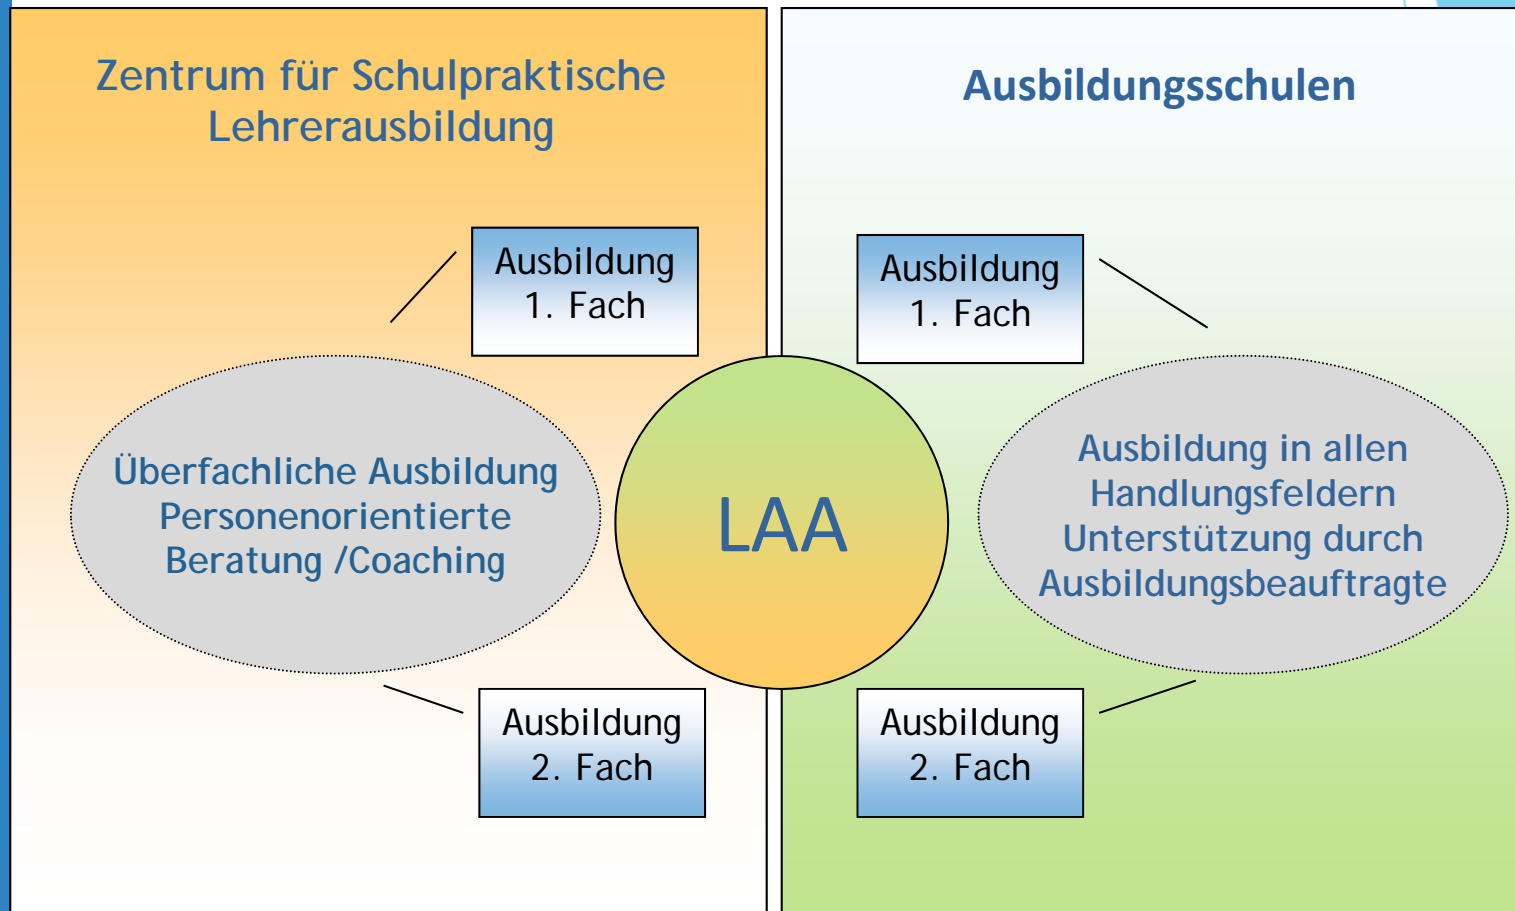 Zentrum für Schulpraktische
Lehrerausbildung
Ausbildung
1. Fach
Überfachliche Ausbildung
Personenorientierte
Beratung /Coaching
Ausbildung
2. Fach
LAA
Ausbildungsschulen
Ausbildung
1. Fach
Ausbildung in allen
Handlungsfeldern
Unterstützung durch
Ausbildungsbeauftragte
Ausbildung
2. Fach